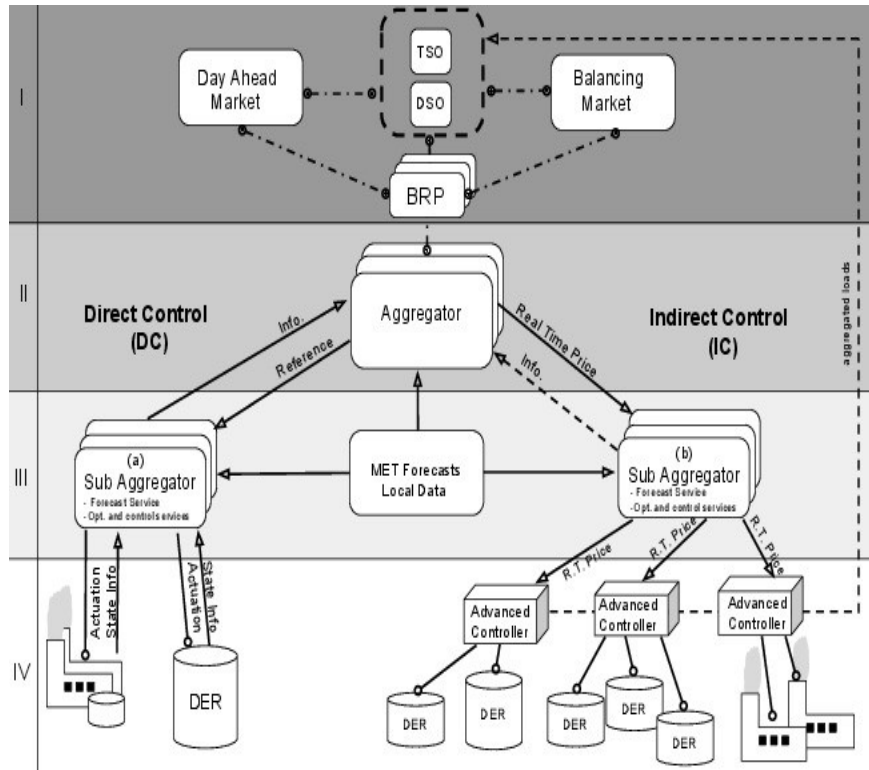 I
TSO
DSO
Day Ahead
Market
Balancing
Market
BRP
II
Direct Control
(DC)
Info.
Reference
Aggregator
Real Time Price
Info.
Indirect Control
(IC)
aggregated loads
III
(a)
Sub Aggregator
- Forecast Service
- Opt. and control services
MET Forecasts
Local Data
(b)
Sub Aggregator
- Forecast Service
- Opt. and control services
IV
Actuation
State Info
Actuation
State Info
DER
R.T. Price
R.T. Price
R.T. Price
Advanced
Controller
Advanced
Controller
Advanced
Controller
DER
DER
DER
DER
DER